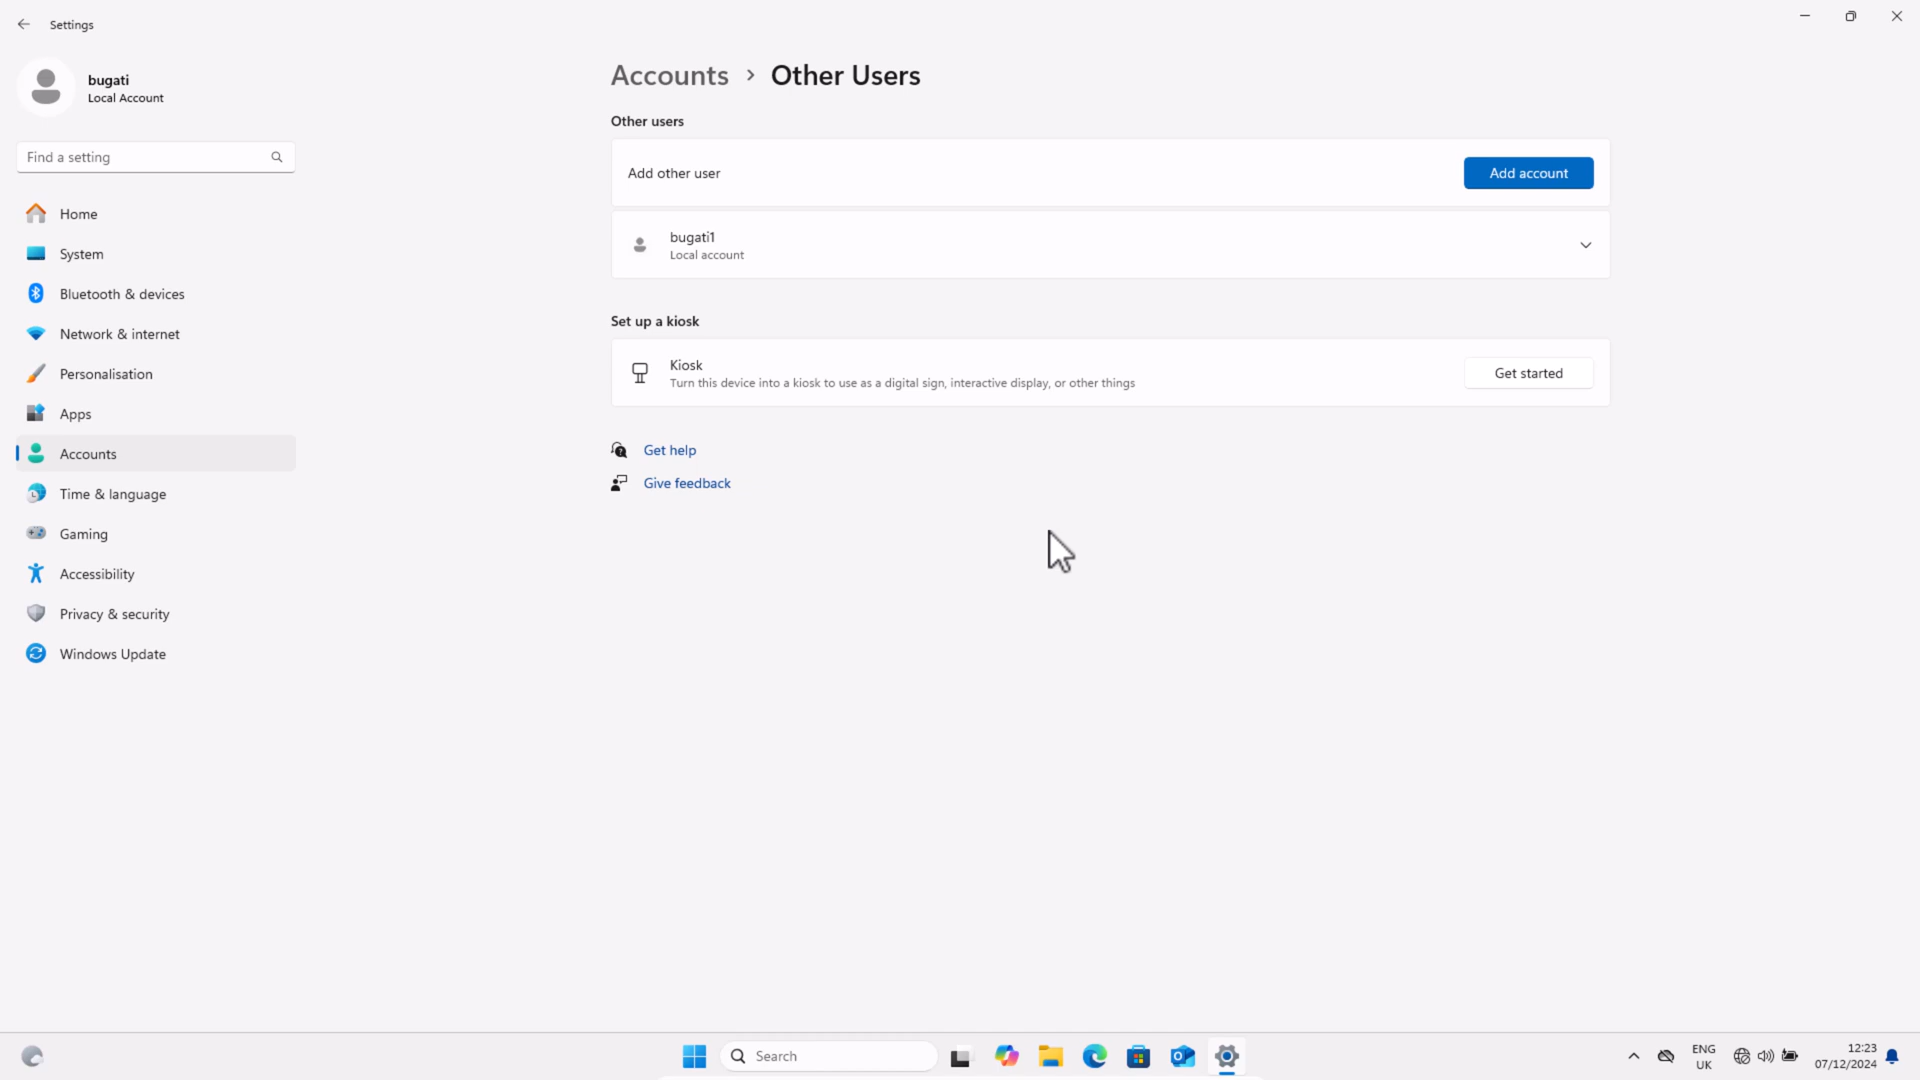 Settings
bugati
Local Account
Find a setting
Home
System
Bluetooth & devices
Network & internet
Personalisation
Apps
Accounts
Time & language
Gaming
Accessibility
Privacy & security
Windows Update
Accounts > Other Users
Other users
Add other user
Add account
bugati1
Local account
Set up a kiosk
Kiosk
Turn this device into a kiosk to use as a digital sign, interactive display, or other things
Get started
Get help
Give feedback
Search
ENG
UK
12:23
07/12/2024